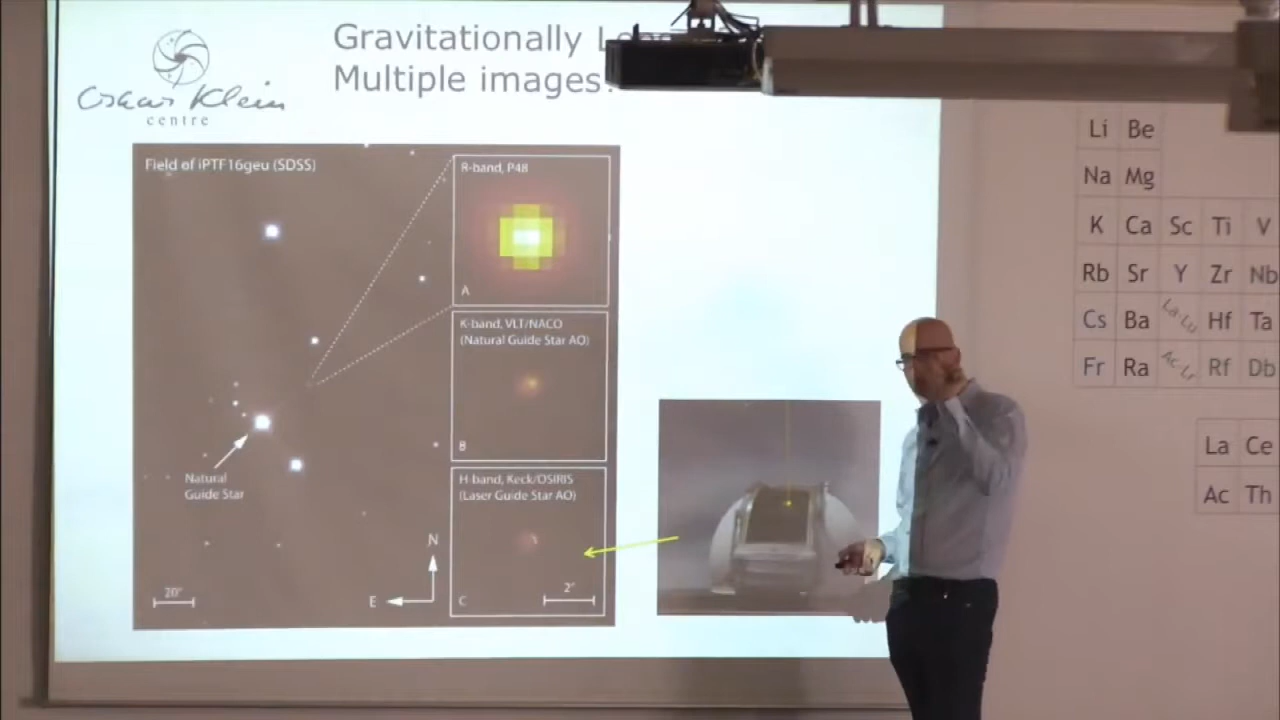 Gravitationally
Multiple images?
Oskar Klein
centre
Field of iPTF16geu (SDSS)
R-band, P48
A
K-band, VLT/NACO
(Natural Guide Star AO)
B
H-band, Keck/OSIRIS
(Laser Guide Star AO)
C
2"
Natural
Guide Star
N
E
20"
Li Be
Na Mg
K Ca Sc Ti V
Rb Sr Y Zr Nb
Cs Ba La-Lu Hf Ta
Fr Ra Ac-Lr Rf Db
La Ce
Ac Th